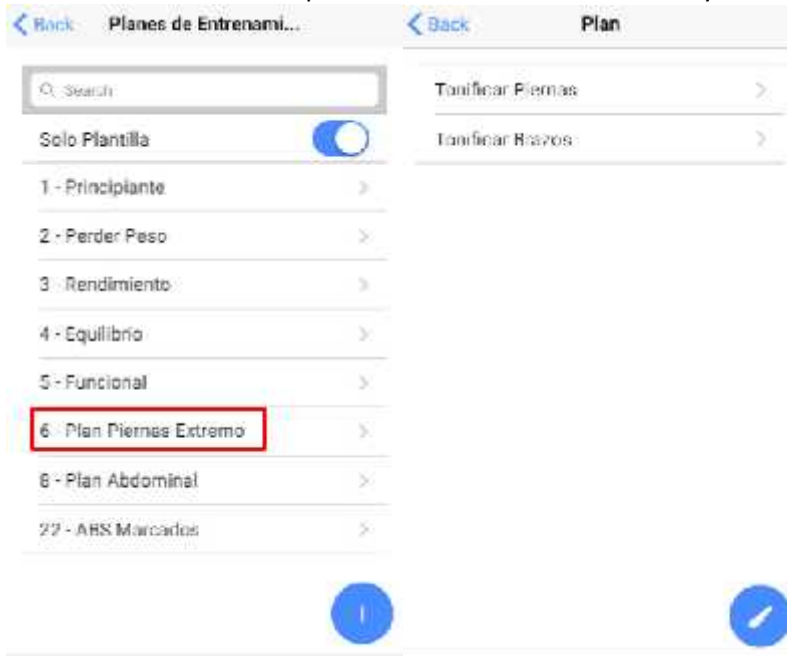 Back Planes de Entrenami...
Search
Solo Plantilla
1 - Principiante
2 - Perder Peso
3 - Rendimiento
4 - Equilibrio
5 - Funcional
6 - Plan Piernas Extremo
8 - Plan Abdominal
22 - ABS Marcados
Back Plan
Tonificar Piernas
Tonificar Brazos